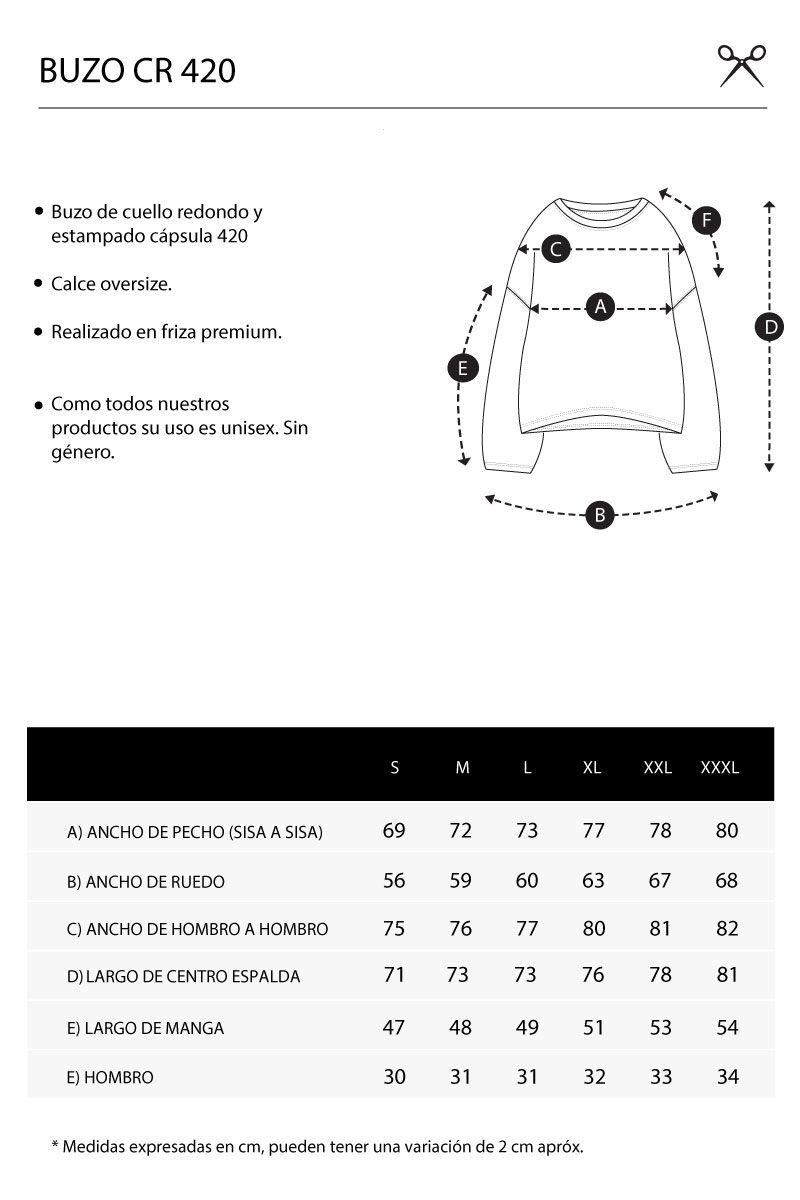 BUZO CR 420
• Buzo de cuello redondo y
estampado cápsula 420
• Calce oversize.
• Realizado en friza premium.
• Como todos nuestros
productos su uso es unisex. Sin
género.
F
C
A
D
E
B
S M L XL XXL XXXL
A) ANCHO DE PECHO (SISA A SISA) 69 72 73 77 78 80
B) ANCHO DE RUEDO 56 59 60 63 67 68
C) ANCHO DE HOMBRO A HOMBRO 75 76 77 80 81 82
D) LARGO DE CENTRO ESPALDA 71 73 73 76 78 81
E) LARGO DE MANGA 47 48 49 51 53 54
E) HOMBRO 30 31 31 32 33 34
* Medidas expresadas en cm, pueden tener una variación de 2 cm apróx.